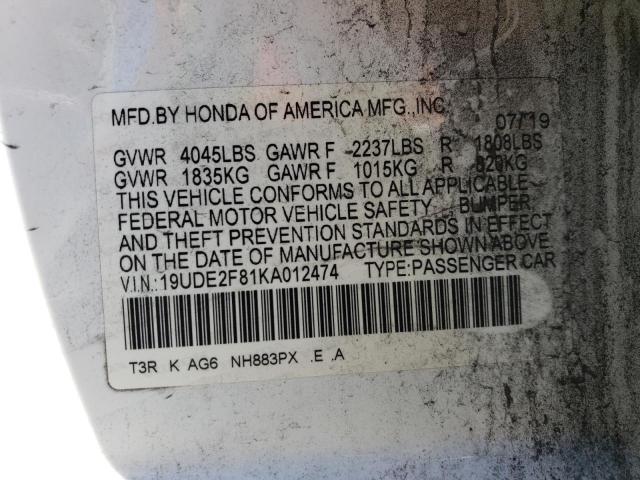 MFD.BY HONDA OF AMERICA MFG.,INC. 07/19
GVWR 4045LBS GAWR F 2237LBS R 1808LBS
GVWR 1835KG GAWR F 1015KG R 820KG
THIS VEHICLE CONFORMS TO ALL APPLICABLE
FEDERAL MOTOR VEHICLE SAFETY, BUMPER,
AND THEFT PREVENTION STANDARDS IN EFFECT
ON THE DATE OF MANUFACTURE SHOWN ABOVE.
V.I.N.: 19UDE2F81KA012474 TYPE:PASSENGER CAR
T3R K AG6 NH883PX .E .A